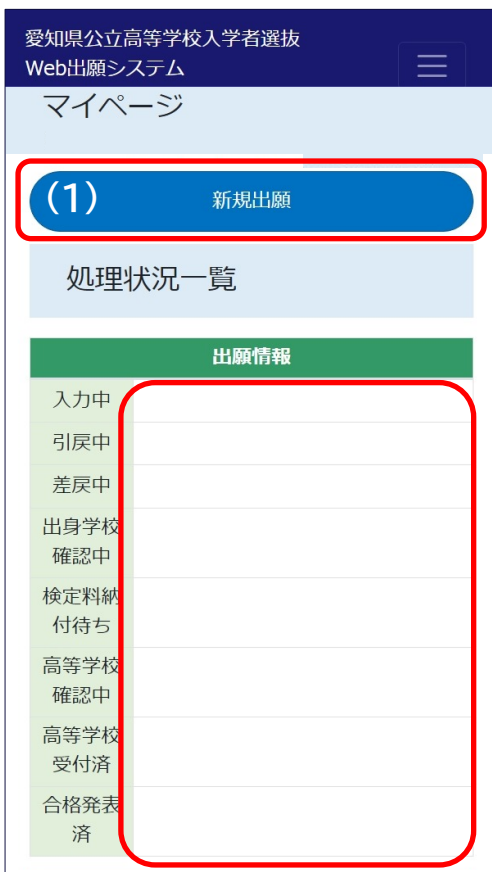 愛知県公立高等学校入学者選抜
Web出願システム
マイページ
(1) 新規出願
処理状況一覧
出願情報
入力中
引戻中
差戻中
出身学校
確認中
検定料納
付待ち
高等学校
確認中
高等学校
受付済
合格発表
済